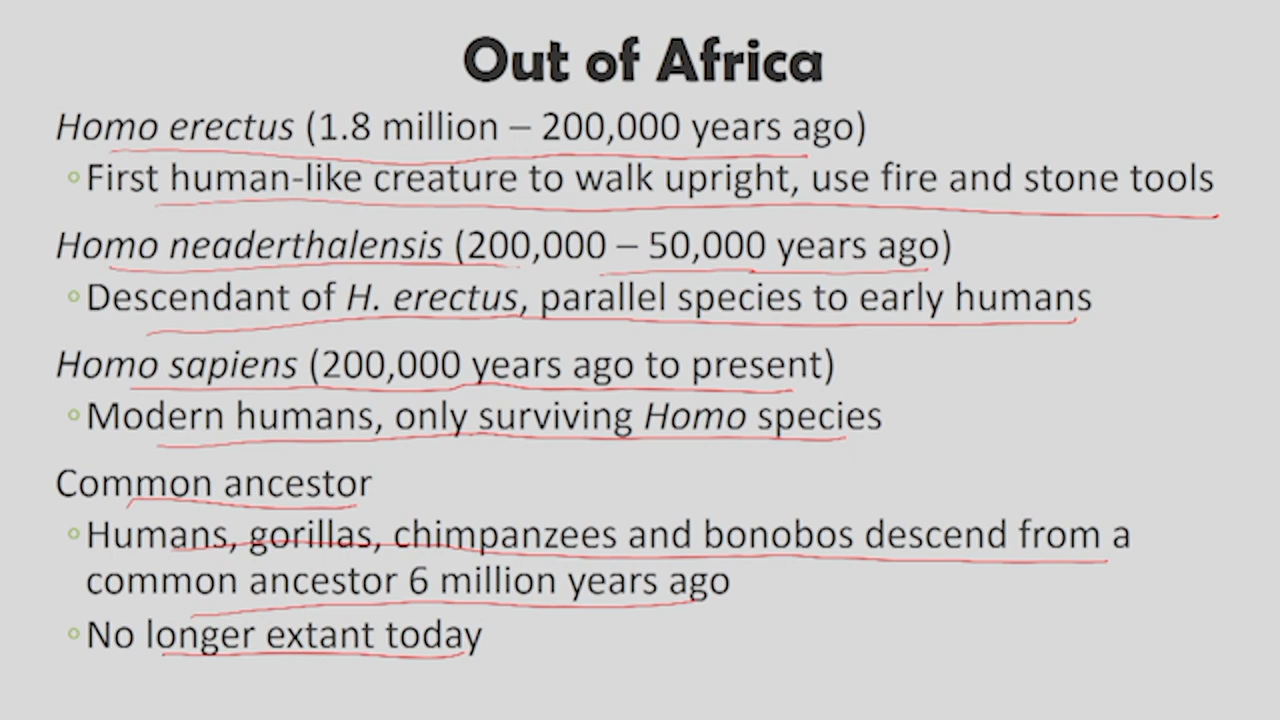 Out of Africa
Homo erectus (1.8 million – 200,000 years ago)
First human-like creature to walk upright, use fire and stone tools
Homo neaderthalensis (200,000 – 50,000 years ago)
Descendant of H. erectus, parallel species to early humans
Homo sapiens (200,000 years ago to present)
Modern humans, only surviving Homo species
Common ancestor
Humans, gorillas, chimpanzees and bonobos descend from a
common ancestor 6 million years ago
No longer extant today